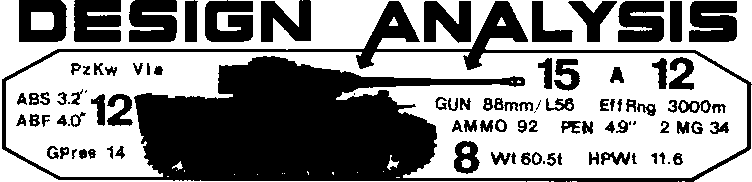 DESIGN ANALYSIS
PzKw VIe 15 A 12
ABS 3.2" 12 GUN 88mm/L56 EffRng 3000m
ABF 4.0" AMMO 92 PEN 4.9" 2 MG 34
GPres 14 8 Wt 60.5t HPWt 11.6